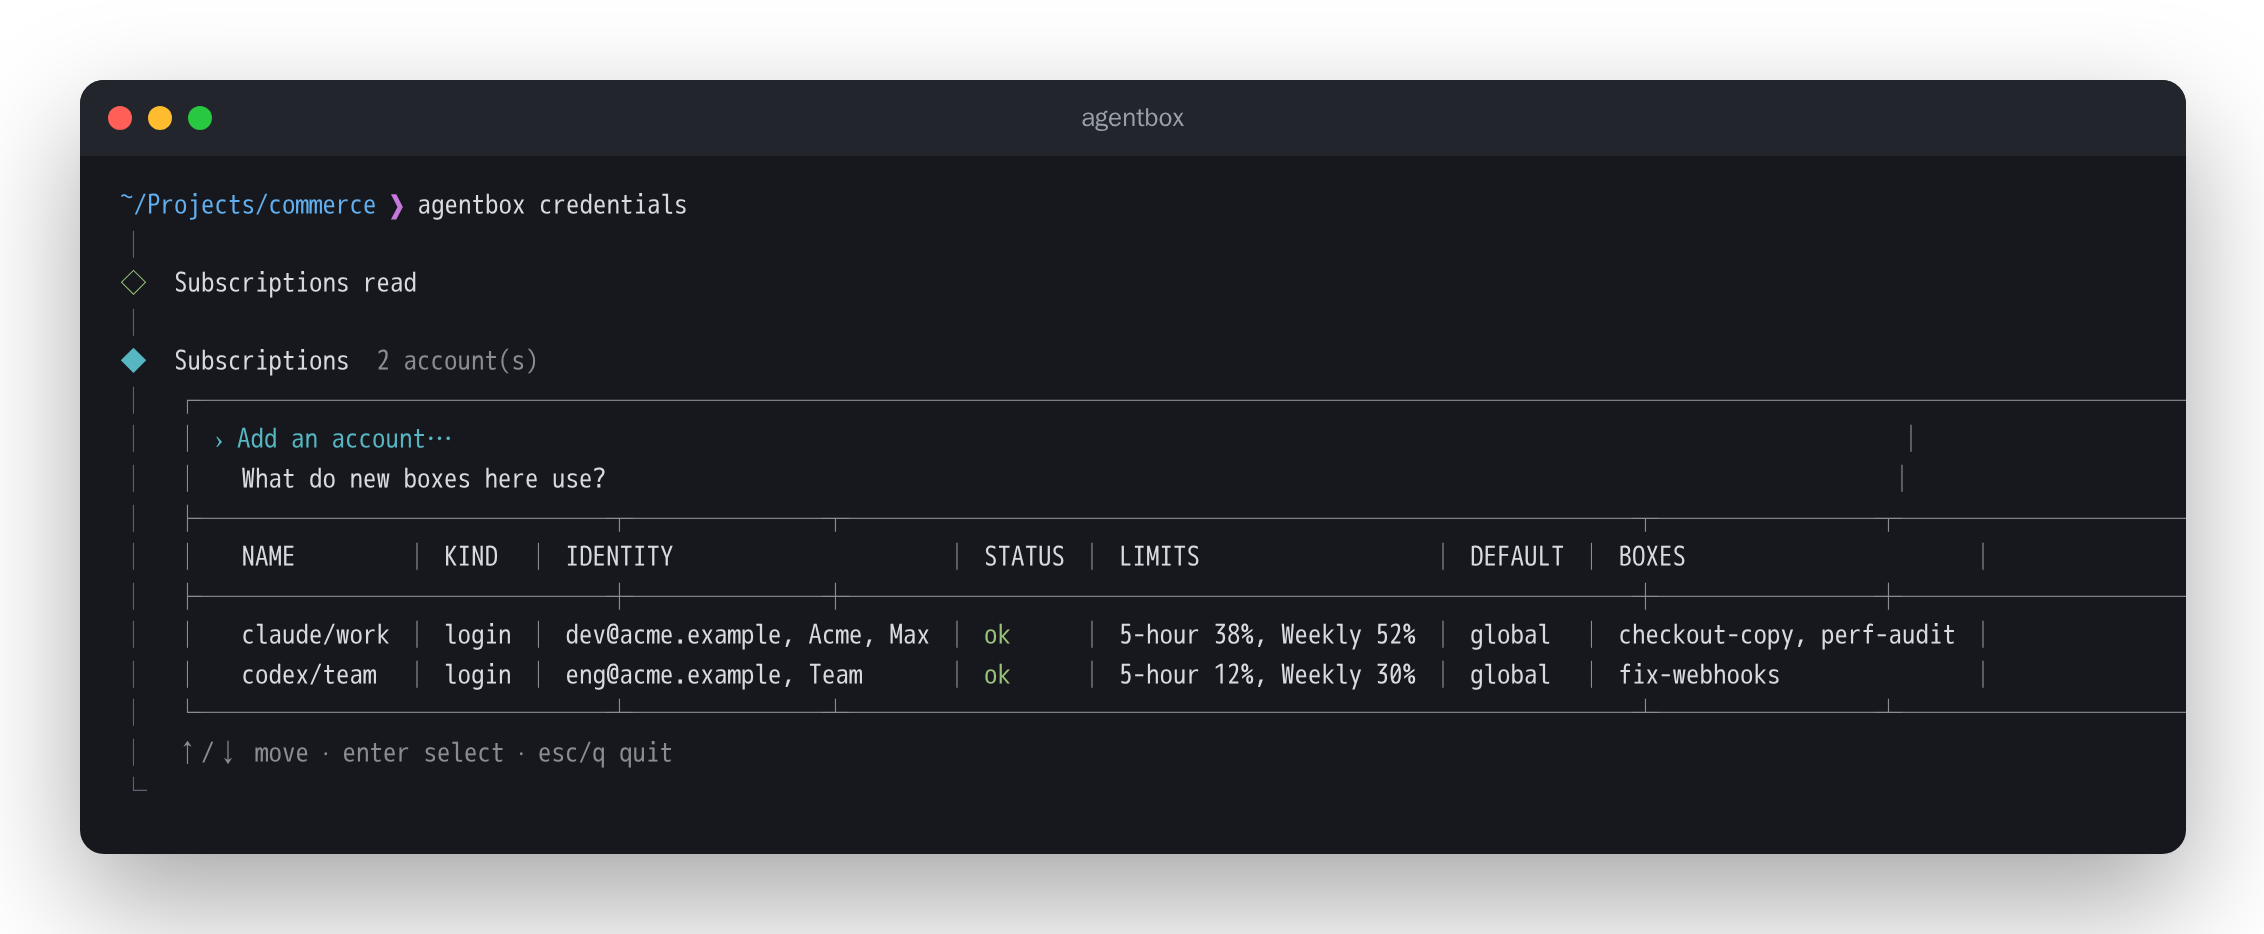 agentbox
~/Projects/commerce ❯ agentbox credentials
Subscriptions read
Subscriptions 2 account(s)
› Add an account…
What do new boxes here use?
NAME │ KIND │ IDENTITY │ STATUS │ LIMITS │ DEFAULT │ BOXES │
claude/work │ login │ dev@acme.example, Acme, Max │ ok │ 5-hour 38%, Weekly 52% │ global │ checkout-copy, perf-audit │
codex/team │ login │ eng@acme.example, Team │ ok │ 5-hour 12%, Weekly 30% │ global │ fix-webhooks │
↑/↓ move · enter select · esc/q quit